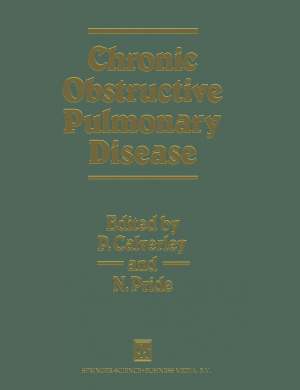 Chronic
Obstructive
Pulmonary
Disease
Edited by
P. Calverley
and
N. Pride
SPRINGER-SCIENCE+BUSINESS MEDIA, B.V.